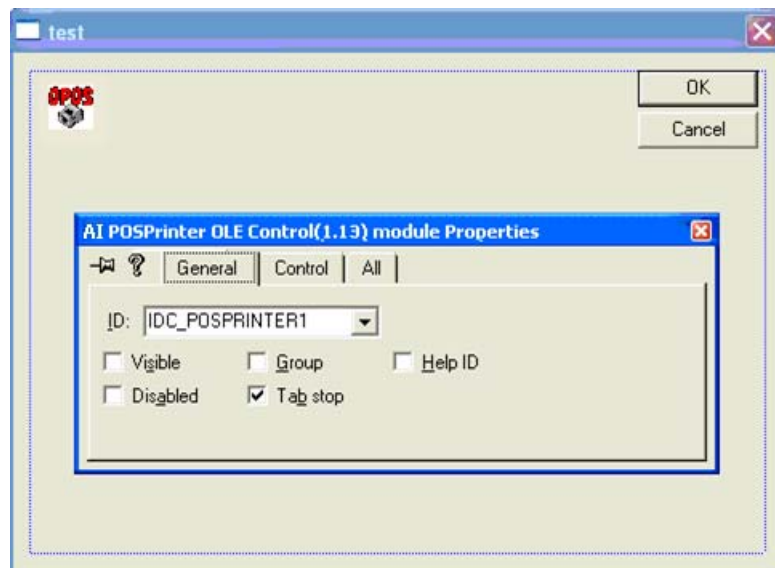 test
OPOS
OK
Cancel
AI POSPrinter OLE Control(1.13) module Properties
? General Control All
ID: IDC_POSPRINTER1
Visible Group Help ID
Disabled Tab stop